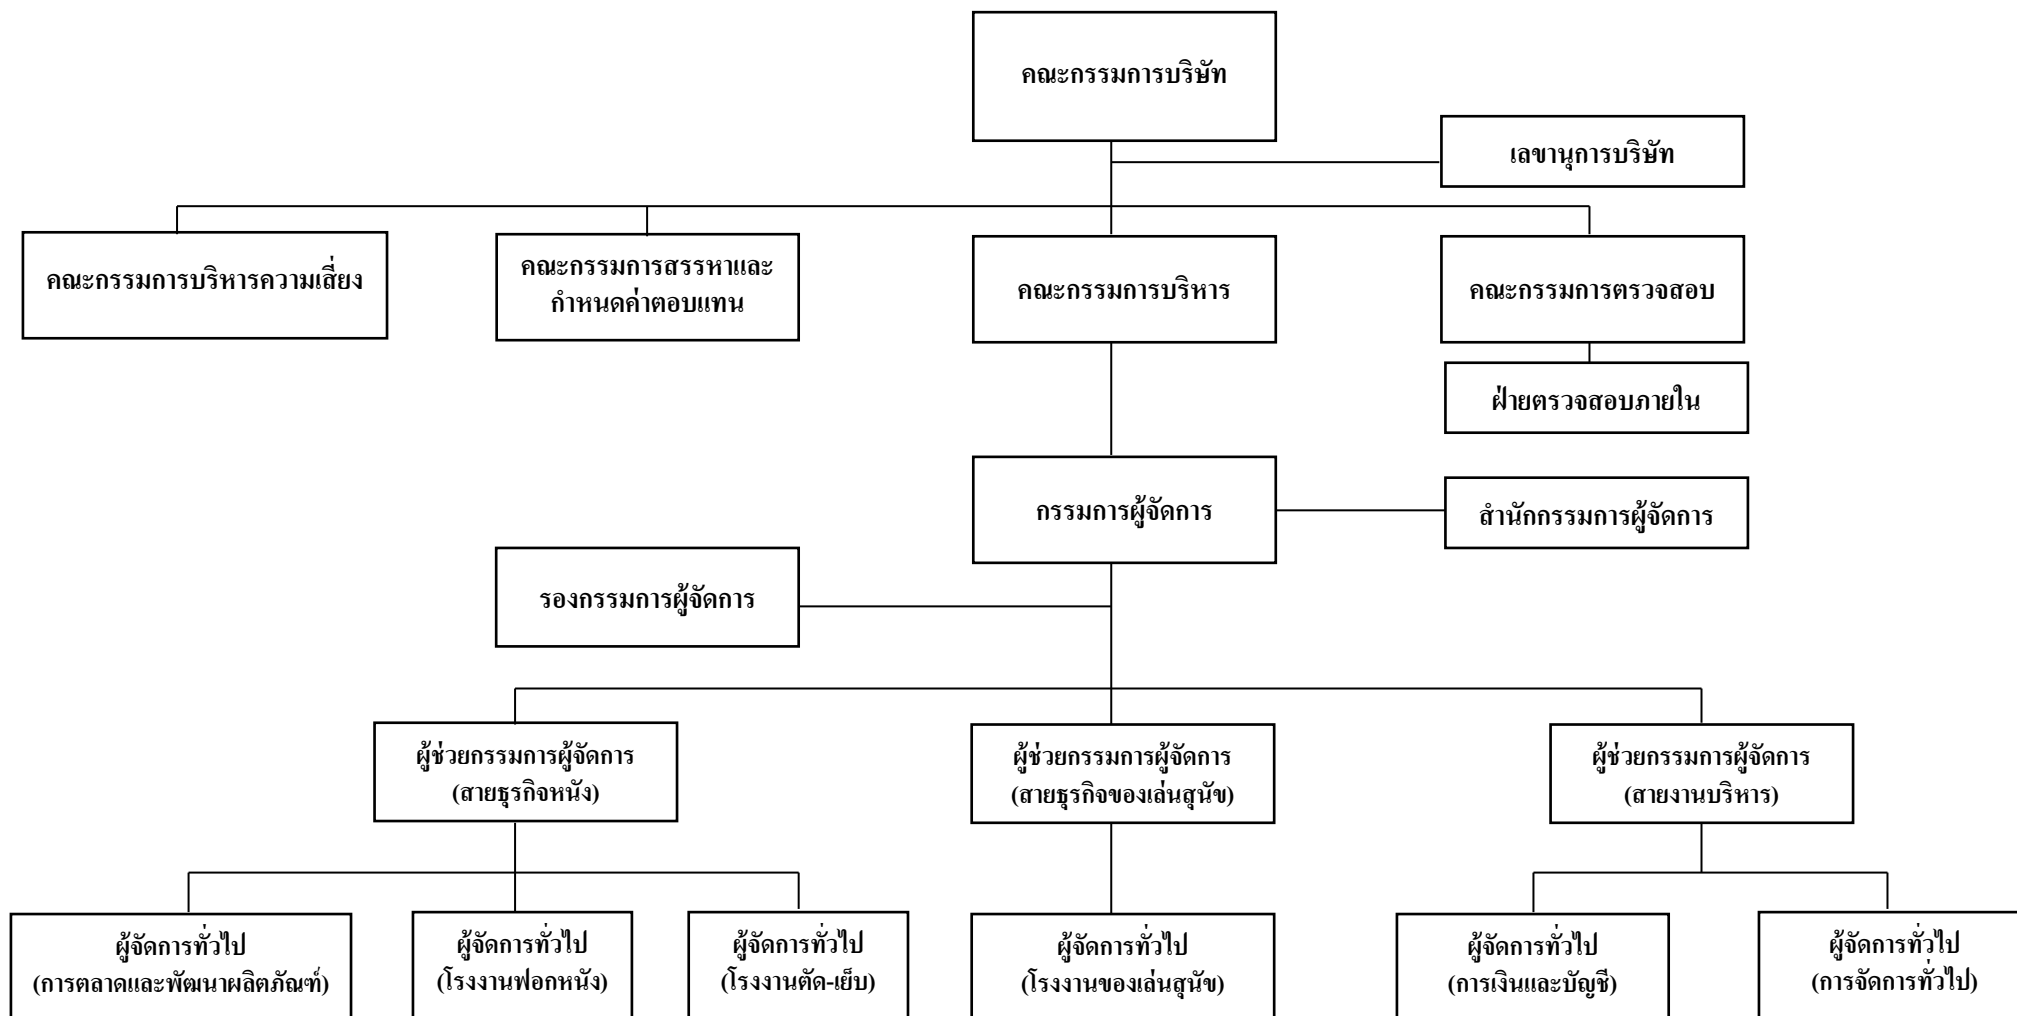 คณะกรรมการบริษัท
เลขานุการบริษัท
คณะกรรมการบริหารความเสี่ยง
คณะกรรมการสรรหาและ
กำหนดค่าตอบแทน
คณะกรรมการบริหาร
คณะกรรมการตรวจสอบ
ฝ่ายตรวจสอบภายใน
กรรมการผู้จัดการ
สำนักกรรมการผู้จัดการ
รองกรรมการผู้จัดการ
ผู้ช่วยกรรมการผู้จัดการ
(สายธุรกิจหนัง)
ผู้ช่วยกรรมการผู้จัดการ
(สายธุรกิจของเล่นสุนัข)
ผู้ช่วยกรรมการผู้จัดการ
(สายงานบริหาร)
ผู้จัดการทั่วไป
(การตลาดและพัฒนาผลิตภัณฑ์)
ผู้จัดการทั่วไป
(โรงงานฟอกหนัง)
ผู้จัดการทั่วไป
(โรงงานตัด-เย็บ)
ผู้จัดการทั่วไป
(โรงงานของเล่นสุนัข)
ผู้จัดการทั่วไป
(การเงินและบัญชี)
ผู้จัดการทั่วไป
(การจัดการทั่วไป)